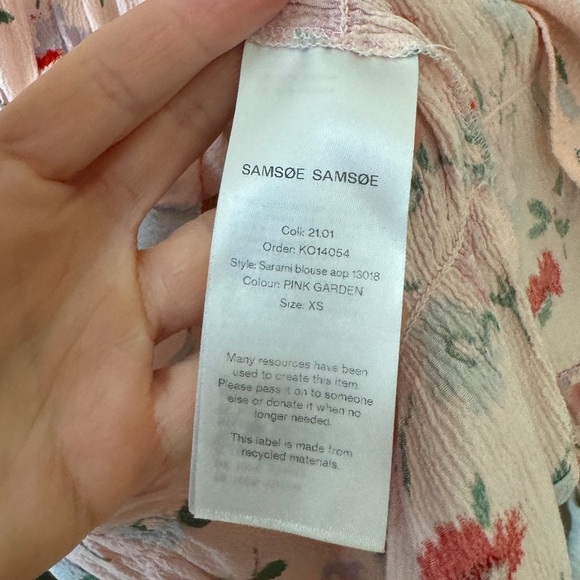 SAMSØE SAMSØE
Coll: 21.01
Order: KO14054
Style: Sarami blouse aop 13018
Colour: PINK GARDEN
Size: XS
Many resources have been
used to create this item.
Please pass it on to someone
else or donate it when no
longer needed.
This label is made from
recycled materials.